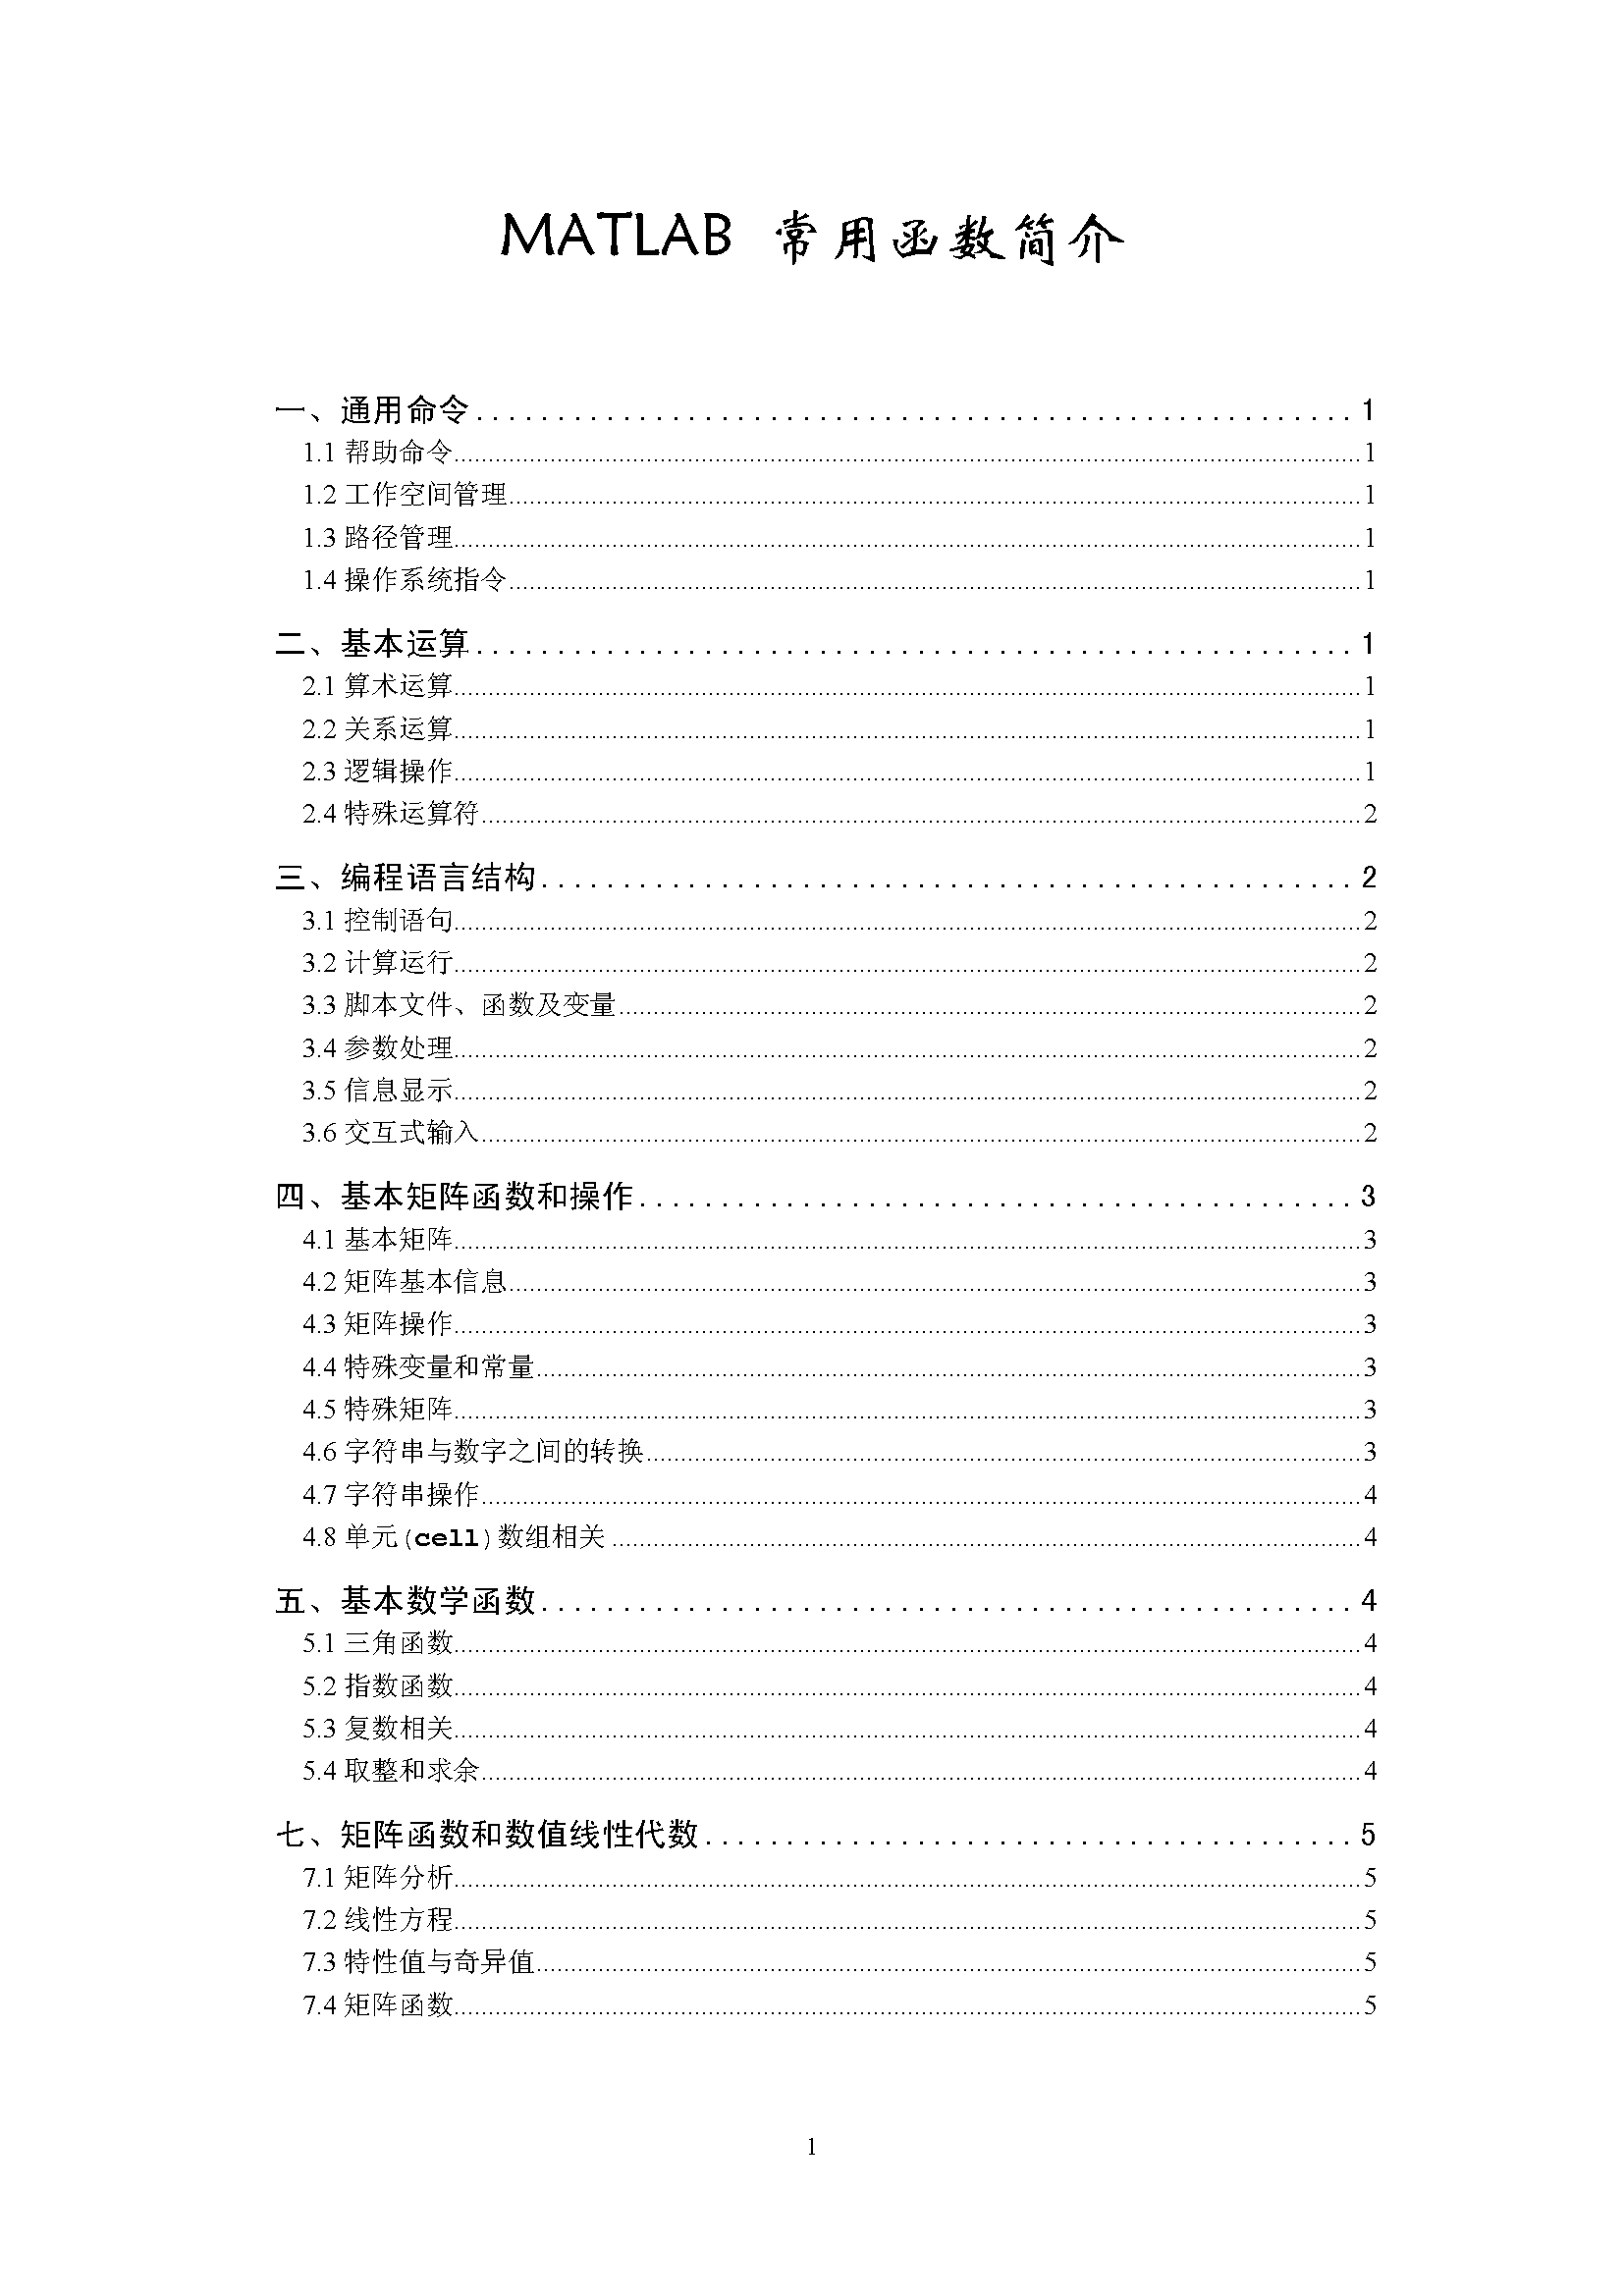 MATLAB 常用函数简介
一、通用命令......................................................1
1.1 帮助命令......................................................1
1.2 工作空间管理......................................................1
1.3 路径管理......................................................1
1.4 操作系统指令......................................................1
二、基本运算......................................................1
2.1 算术运算......................................................1
2.2 关系运算......................................................1
2.3 逻辑操作......................................................1
2.4 特殊运算符......................................................2
三、编程语言结构..................................................2
3.1 控制语句......................................................2
3.2 计算运行......................................................2
3.3 脚本文件、函数及变量......................................................2
3.4 参数处理......................................................2
3.5 信息显示......................................................2
3.6 交互式输入......................................................2
四、基本矩阵函数和操作............................................3
4.1 基本矩阵......................................................3
4.2 矩阵基本信息......................................................3
4.3 矩阵操作......................................................3
4.4 特殊变量和常量......................................................3
4.5 特殊矩阵......................................................3
4.6 字符串与数字之间的转换......................................................3
4.7 字符串操作......................................................4
4.8 单元(cell)数组相关......................................................4
五、基本数学函数..................................................4
5.1 三角函数......................................................4
5.2 指数函数......................................................4
5.3 复数相关......................................................4
5.4 取整和求余......................................................4
七、矩阵函数和数值线性代数........................................5
7.1 矩阵分析......................................................5
7.2 线性方程......................................................5
7.3 特性值与奇异值......................................................5
7.4 矩阵函数......................................................5
1